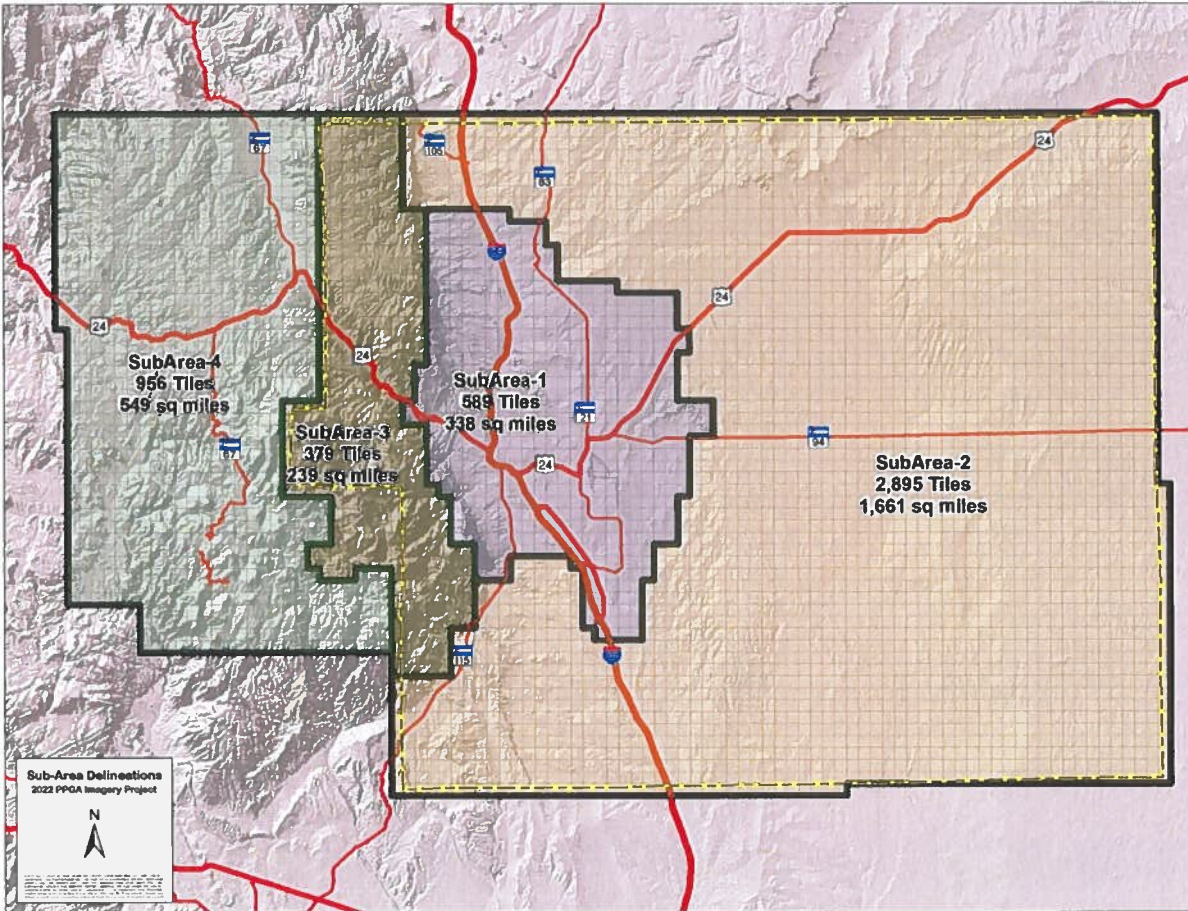 67
105
83
24
24
24
24
SubArea-4
956 Tiles
549 sq miles
SubArea-1
589 Tiles
338 sq miles
21
SubArea-3
379 Tiles
239 sq miles
67
94
24
SubArea-2
2,895 Tiles
1,661 sq miles
115
Sub-Area Delineations
2022 PPGA Imagery Project
N